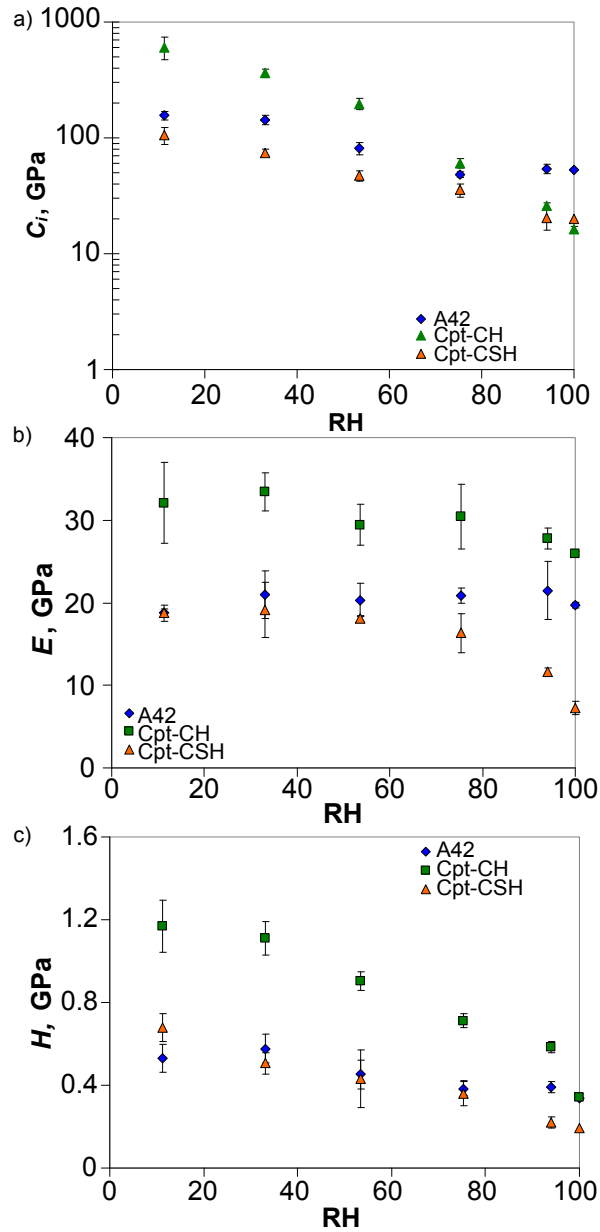 a)
1000
100
10
1
C_i, GPa
A42
Cpt-CH
Cpt-CSH
0 20 40 60 80 100
RH
b)
40
30
20
10
0
E, GPa
A42
Cpt-CH
Cpt-CSH
0 20 40 60 80 100
RH
c)
1.6
1.2
0.8
0.4
0
H, GPa
A42
Cpt-CH
Cpt-CSH
0 20 40 60 80 100
RH